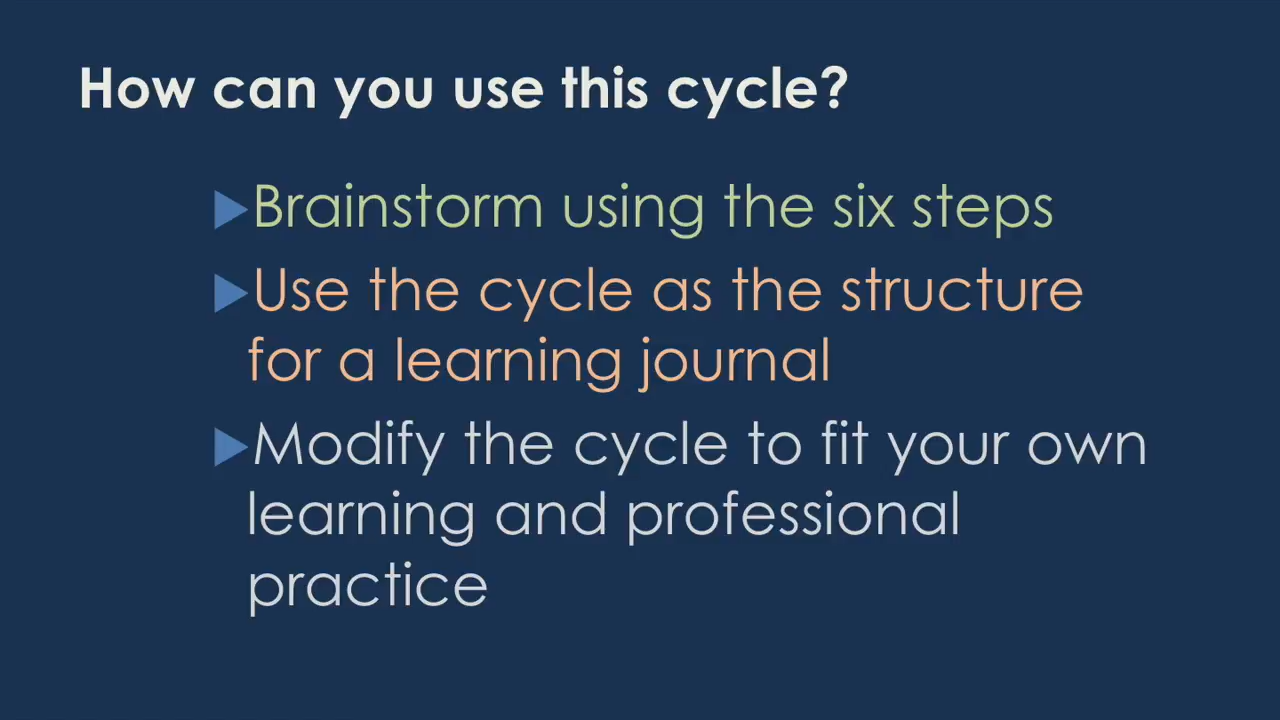 How can you use this cycle?
Brainstorm using the six steps
Use the cycle as the structure
for a learning journal
Modify the cycle to fit your own
learning and professional
practice